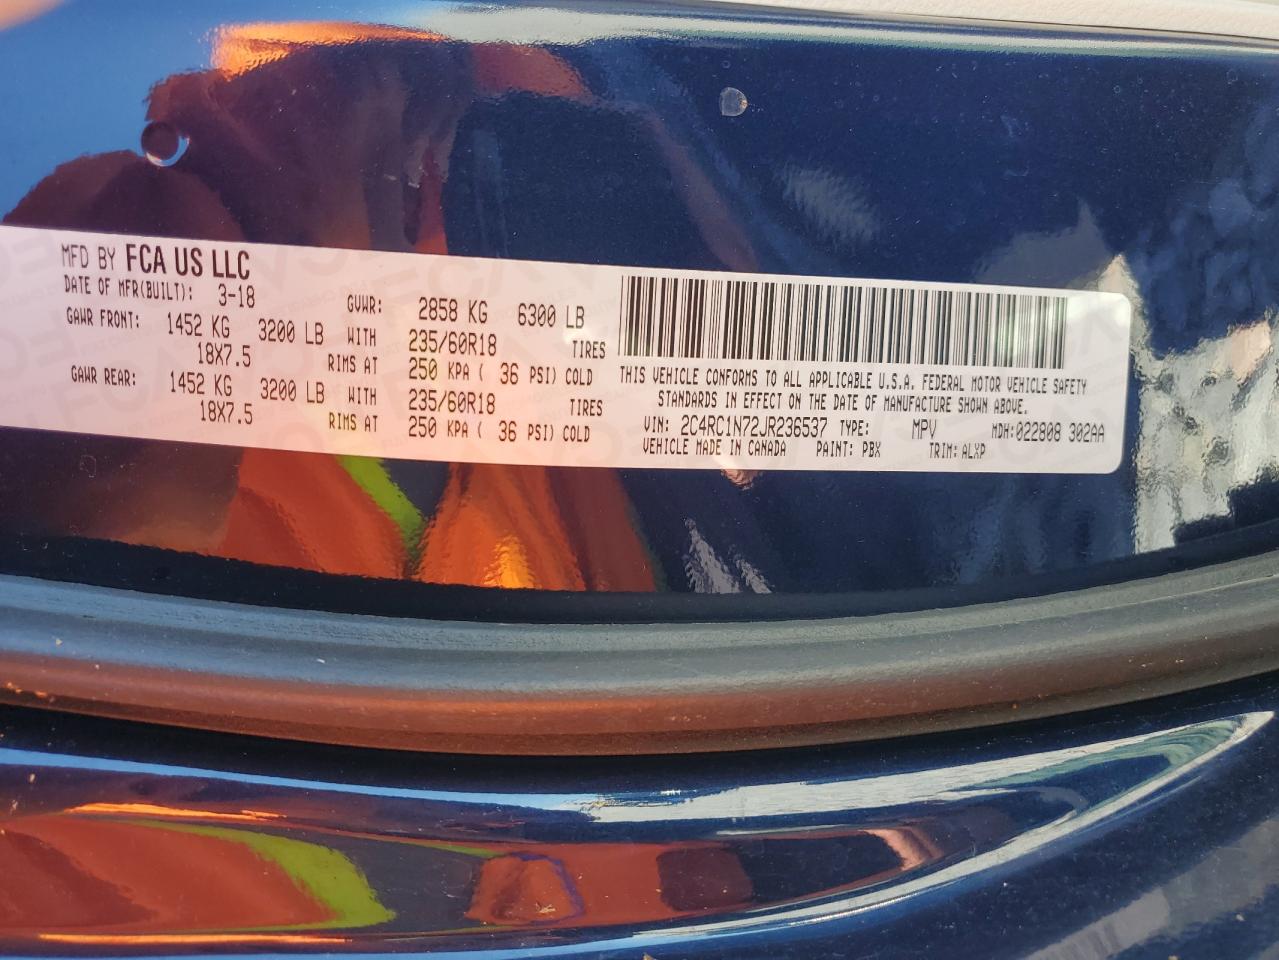 MFD BY FCA US LLC
DATE OF MFR(BUILT): 3-18 GVWR: 2858 KG 6300 LB
GAWR FRONT: 1452 KG 3200 LB WITH 235/60R18 TIRES
18X7.5 RIMS AT 250 KPA ( 36 PSI) COLD
GAWR REAR: 1452 KG 3200 LB WITH 235/60R18 TIRES
18X7.5 RIMS AT 250 KPA ( 36 PSI) COLD
THIS VEHICLE CONFORMS TO ALL APPLICABLE U.S.A. FEDERAL MOTOR VEHICLE SAFETY
STANDARDS IN EFFECT ON THE DATE OF MANUFACTURE SHOWN ABOVE.
VIN: 2C4RC1N72JR236537 TYPE: MPV MDH:022808 302AA
VEHICLE MADE IN CANADA PAINT: PBX TRIM: ALXP